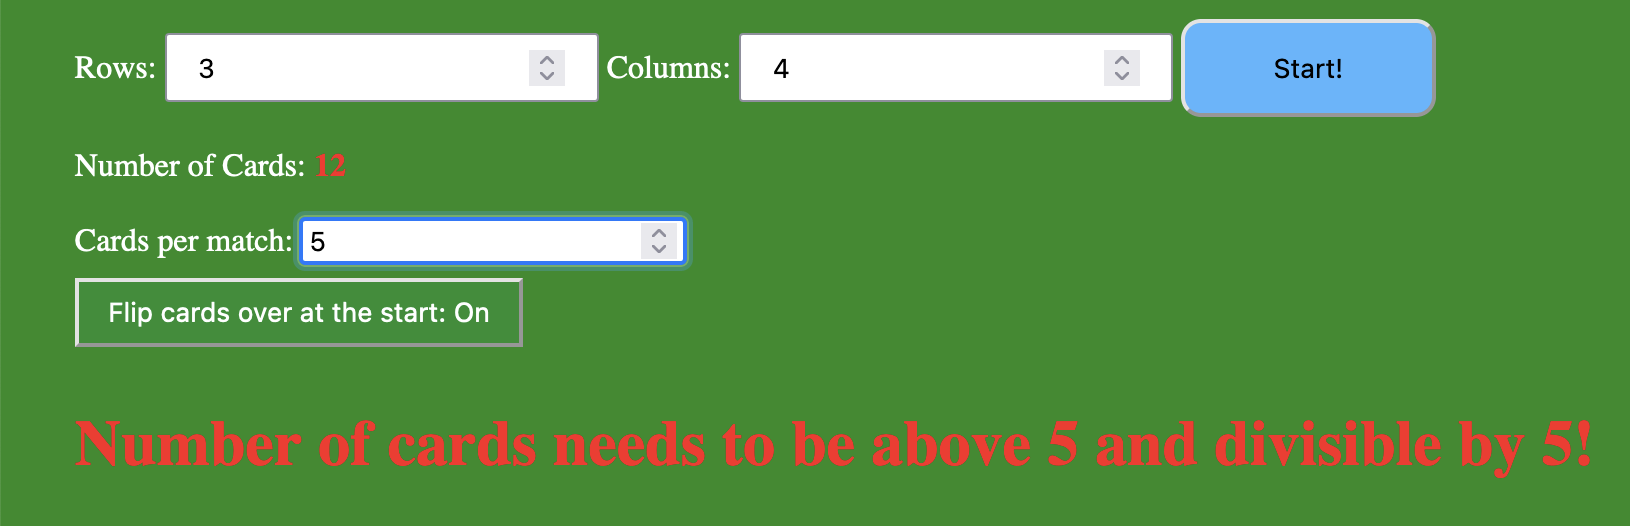 Rows: 3 Columns: 4 Start!
Number of Cards: 12
Cards per match: 5
Flip cards over at the start: On
Number of cards needs to be above 5 and divisible by 5!